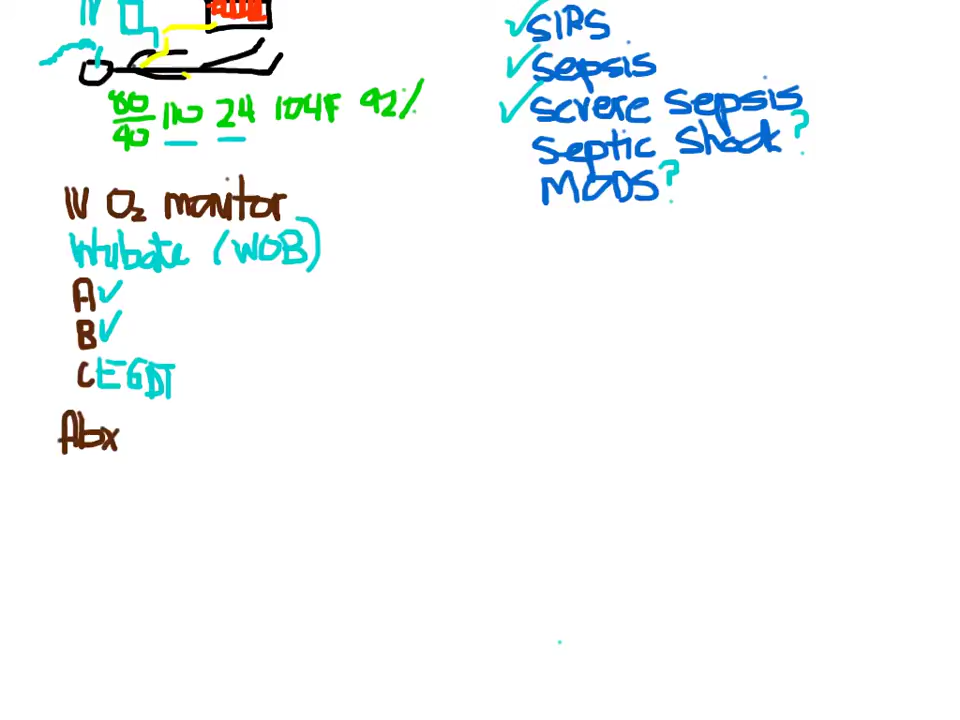 IV
80/40 110 24 104F 92%
IV O2 monitor
Intubate (WOB)
A✓
B✓
C EGDT
Abx
✓ SIRS
✓ Sepsis
✓ Severe Sepsis
Septic Shock ?
MODS ?